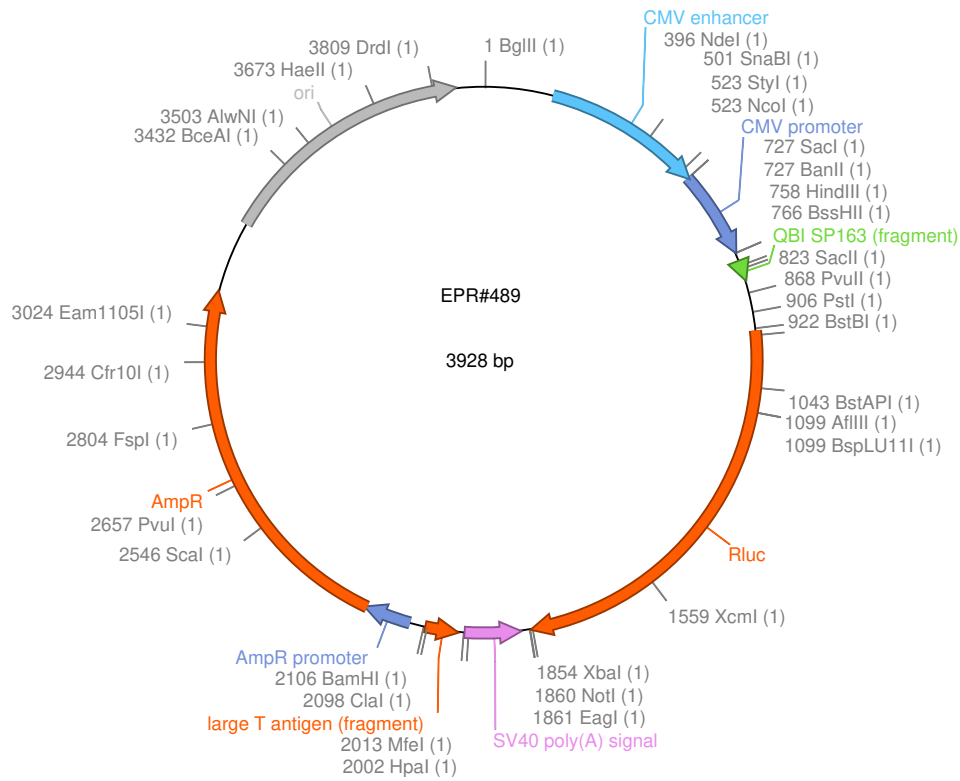 CMV enhancer
3809 DrdI (1)
1 BglII (1)
396 NdeI (1)
3673 HaeII (1)
501 SnaBI (1)
ori
523 StyI (1)
3503 AlwNI (1)
523 NcoI (1)
3432 BceAI (1)
CMV promoter
727 SacI (1)
727 BanII (1)
758 HindIII (1)
766 BssHII (1)
QBI SP163 (fragment)
823 SacII (1)
868 PvuII (1)
EPR#489
906 PstI (1)
3024 Eam1105I (1)
922 BstBI (1)
3928 bp
2944 Cfr10I (1)
1043 BstAPI (1)
1099 AflIII (1)
2804 FspI (1)
1099 BspLU11I (1)
AmpR
2657 PvuI (1)
2546 ScaI (1)
Rluc
1559 XcmI (1)
AmpR promoter
2106 BamHI (1)
1854 XbaI (1)
2098 ClaI (1)
1860 NotI (1)
large T antigen (fragment)
1861 EagI (1)
2013 MfeI (1)
SV40 poly(A) signal
2002 HpaI (1)